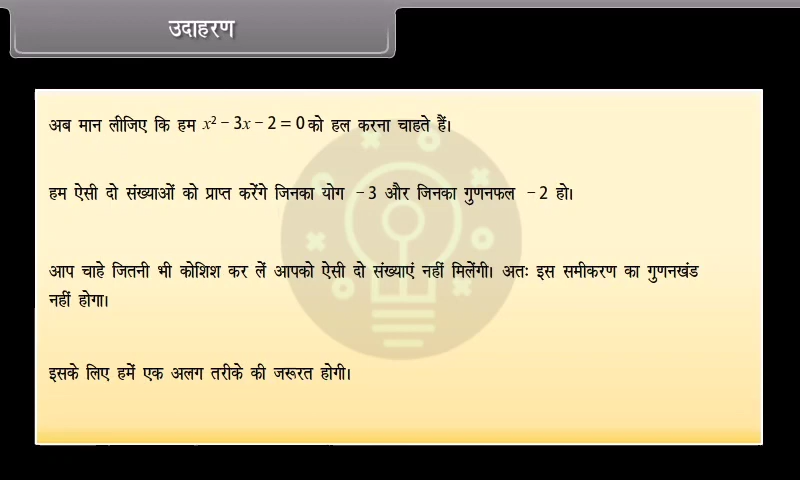 उदाहरण
अब मान लीजिए कि हम x² − 3x − 2 = 0 को हल करना चाहते हैं।
हम ऐसी दो संख्याओं को प्राप्त करेंगे जिनका योग −3 और जिनका गुणनफल −2 हो।
आप चाहे जितनी भी कोशिश कर लें आपको ऐसी दो संख्याएं नहीं मिलेंगी। अतः इस समीकरण का गुणनखंड
नहीं होगा।
इसके लिए हमें एक अलग तरीके की जरूरत होगी।